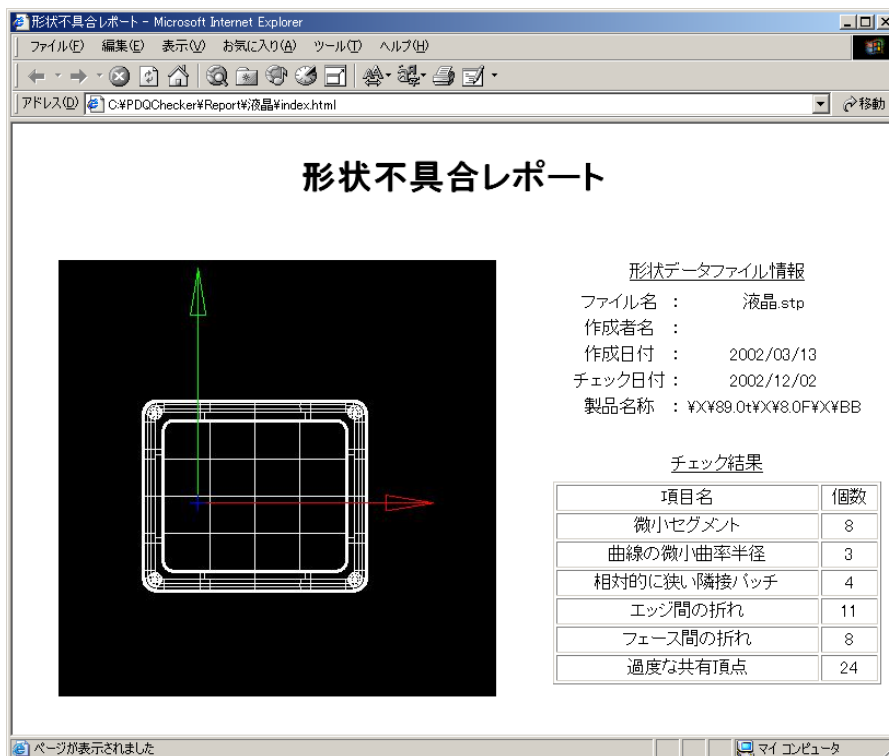 形状不具合レポート - Microsoft Internet Explorer
ファイル(F) 編集(E) 表示(V) お気に入り(A) ツール(T) ヘルプ(H)
アドレス(D) C:¥PDQChecker¥Report¥液晶¥index.html 移動
形状不具合レポート
形状データファイル情報
ファイル名 : 液晶.stp
作成者名 :
作成日付 : 2002/03/13
チェック日付 : 2002/12/02
製品名称 : ¥X¥89.0t¥X¥8.0F¥X¥BB
チェック結果
項目名 個数
微小セグメント 8
曲線の微小曲率半径 3
相対的に狭い隣接パッチ 4
エッジ間の折れ 11
フェース間の折れ 8
過度な共有頂点 24
ページが表示されました マイ コンピュータ